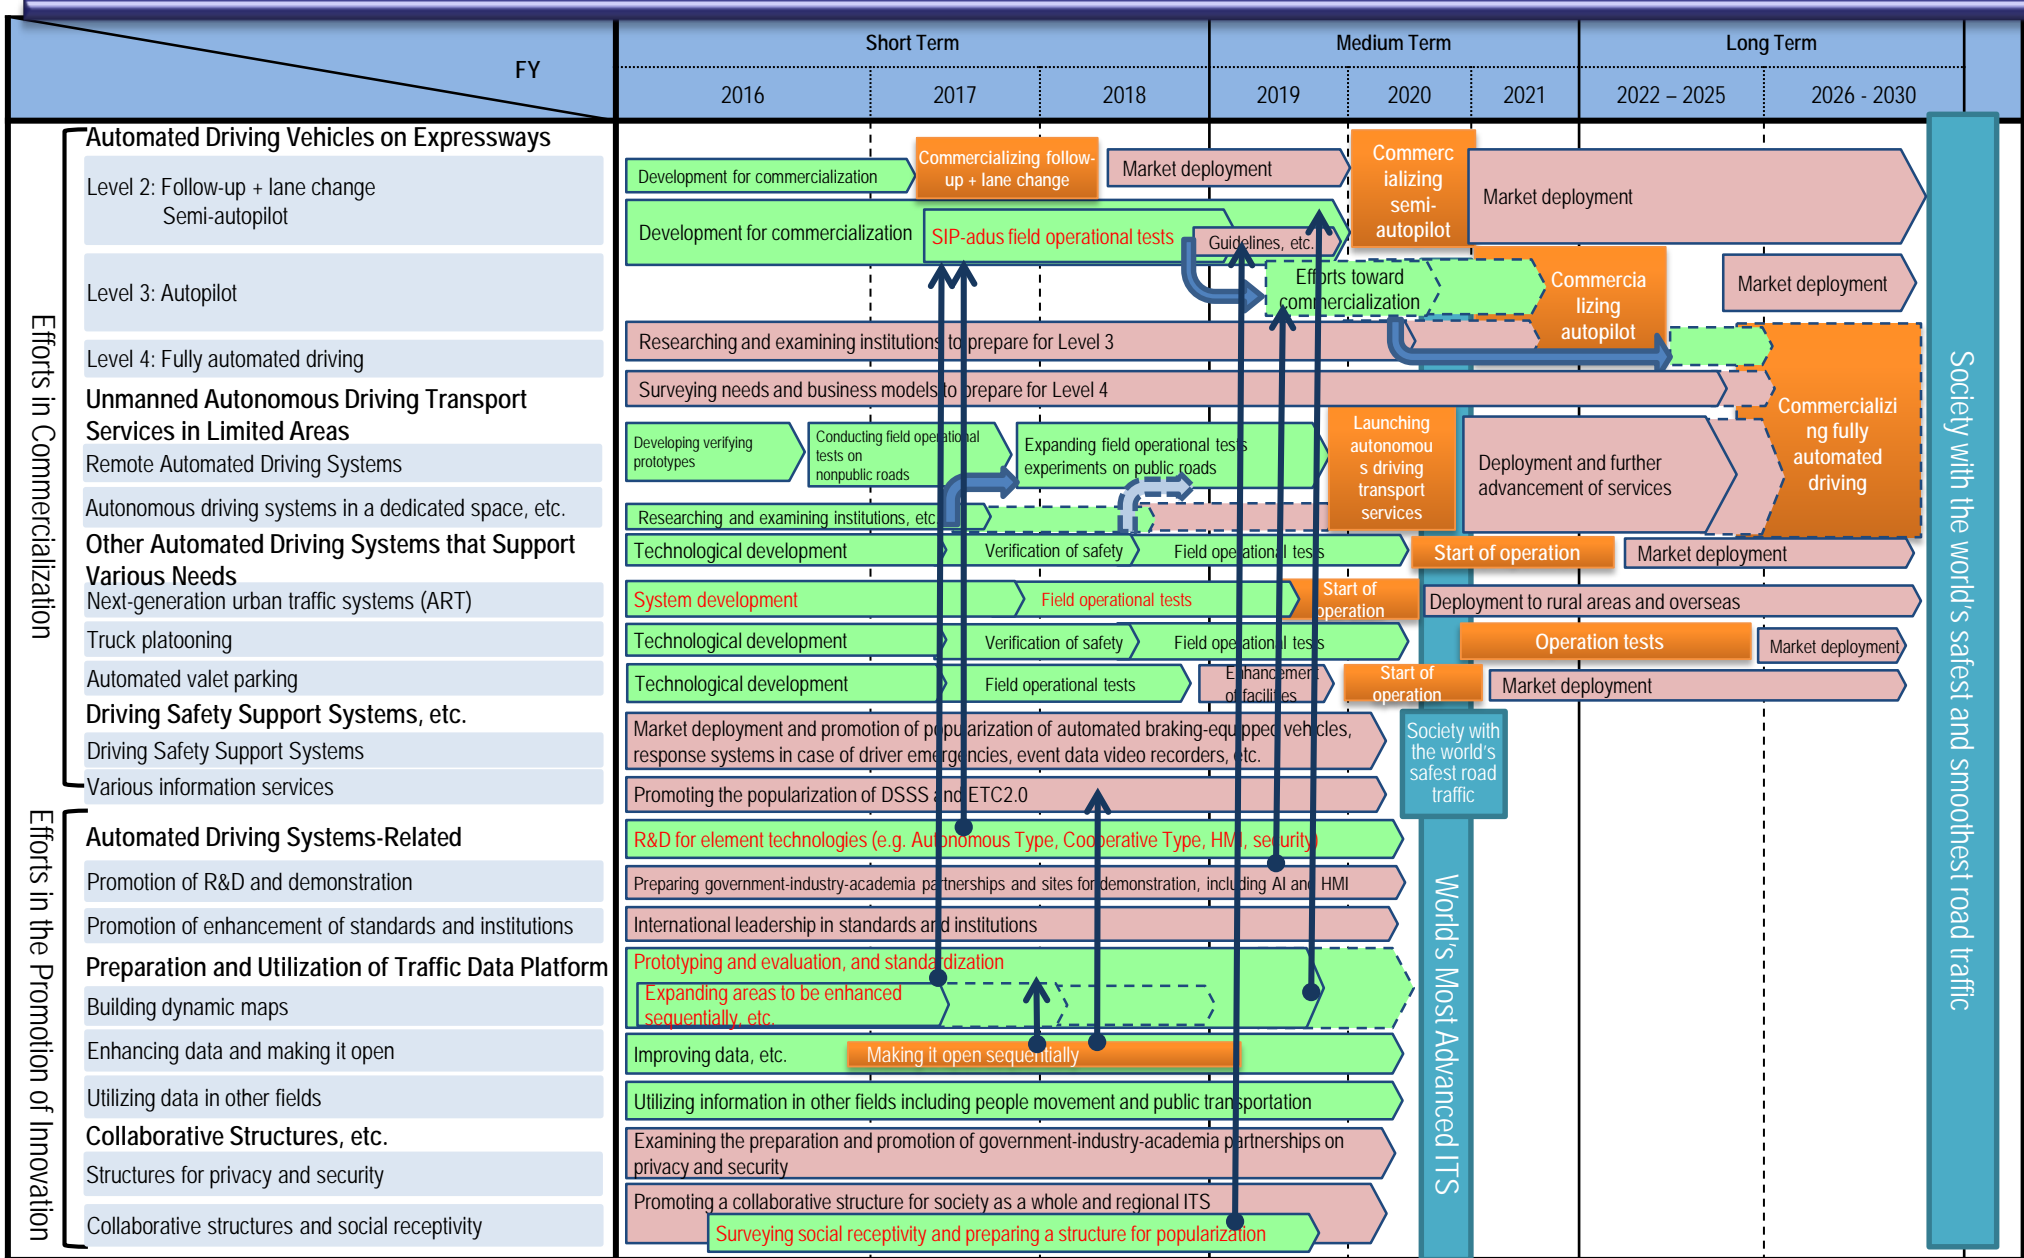 FY
Short Term
Medium Term
Long Term
2016
2017
2018
2019
2020
2021
2022 – 2025
2026 - 2030
Efforts in Commercialization
Automated Driving Vehicles on Expressways
Level 2: Follow-up + lane change
Semi-autopilot
Development for commercialization
Commercializing follow-
up + lane change
Market deployment
Commerc
ializing
semi-
autopilot
Market deployment
Development for commercialization
SIP-adus field operational tests
Guidelines, etc.
Level 3: Autopilot
Efforts toward
commercialization
Commercia
lizing
autopilot
Market deployment
Researching and examining institutions to prepare for Level 3
Level 4: Fully automated driving
Surveying needs and business models to prepare for Level 4
Commercializi
ng fully
automated
driving
Unmanned Autonomous Driving Transport
Services in Limited Areas
Remote Automated Driving Systems
Developing verifying
prototypes
Conducting field operational
tests on
nonpublic roads
Expanding field operational tests
experiments on public roads
Launching
autonomou
s driving
transport
services
Deployment and further
advancement of services
Autonomous driving systems in a dedicated space, etc.
Researching and examining institutions, etc.
Other Automated Driving Systems that Support
Various Needs
Technological development
Verification of safety
Field operational tests
Start of operation
Market deployment
Next-generation urban traffic systems (ART)
System development
Field operational tests
Start of
operation
Deployment to rural areas and overseas
Truck platooning
Technological development
Verification of safety
Field operational tests
Operation tests
Market deployment
Automated valet parking
Technological development
Field operational tests
Enhancement
of facilities
Start of
operation
Market deployment
Driving Safety Support Systems, etc.
Driving Safety Support Systems
Market deployment and promotion of popularization of automated braking-equipped vehicles,
response systems in case of driver emergencies, event data video recorders, etc.
Society with
the world's
safest road
traffic
Various information services
Promoting the popularization of DSSS and ETC2.0
Efforts in the Promotion of Innovation
Automated Driving Systems-Related
R&D for element technologies (e.g. Autonomous Type, Cooperative Type, HMI, security)
Promotion of R&D and demonstration
Preparing government-industry-academia partnerships and sites for demonstration, including AI and HMI
Promotion of enhancement of standards and institutions
International leadership in standards and institutions
Preparation and Utilization of Traffic Data Platform
Prototyping and evaluation, and standardization
Building dynamic maps
Expanding areas to be enhanced
sequentially, etc.
Enhancing data and making it open
Improving data, etc.
Making it open sequentially
Utilizing data in other fields
Utilizing information in other fields including people movement and public transportation
Collaborative Structures, etc.
Structures for privacy and security
Examining the preparation and promotion of government-industry-academia partnerships on
privacy and security
Collaborative structures and social receptivity
Promoting a collaborative structure for society as a whole and regional ITS
Surveying social receptivity and preparing a structure for popularization
World's Most Advanced ITS
Society with the world's safest and smoothest road traffic